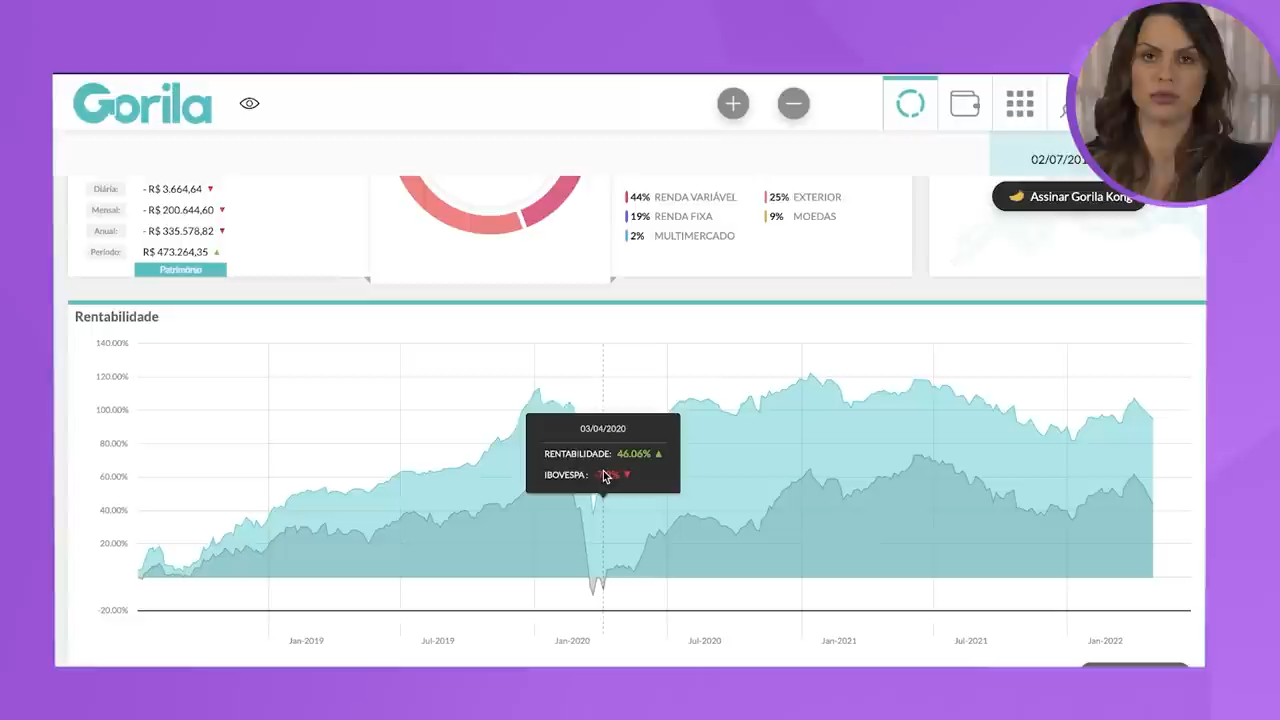 Gorila
02/07/201
Diária: - R$ 3.664,64
Mensal: - R$ 200.644,60
Anual: - R$ 335.578,82
Período: R$ 473.264,35
Patrimônio
44% RENDA VARIÁVEL 25% EXTERIOR
19% RENDA FIXA 9% MOEDAS
2% MULTIMERCADO
Assinar Gorila Kong
Rentabilidade
140.00%
120.00%
100.00%
80.00%
60.00%
40.00%
20.00%
-20.00%
03/04/2020
RENTABILIDADE: 46.06%
IBOVESPA :
Jan-2019 Jul-2019 Jan-2020 Jul-2020 Jan-2021 Jul-2021 Jan-2022